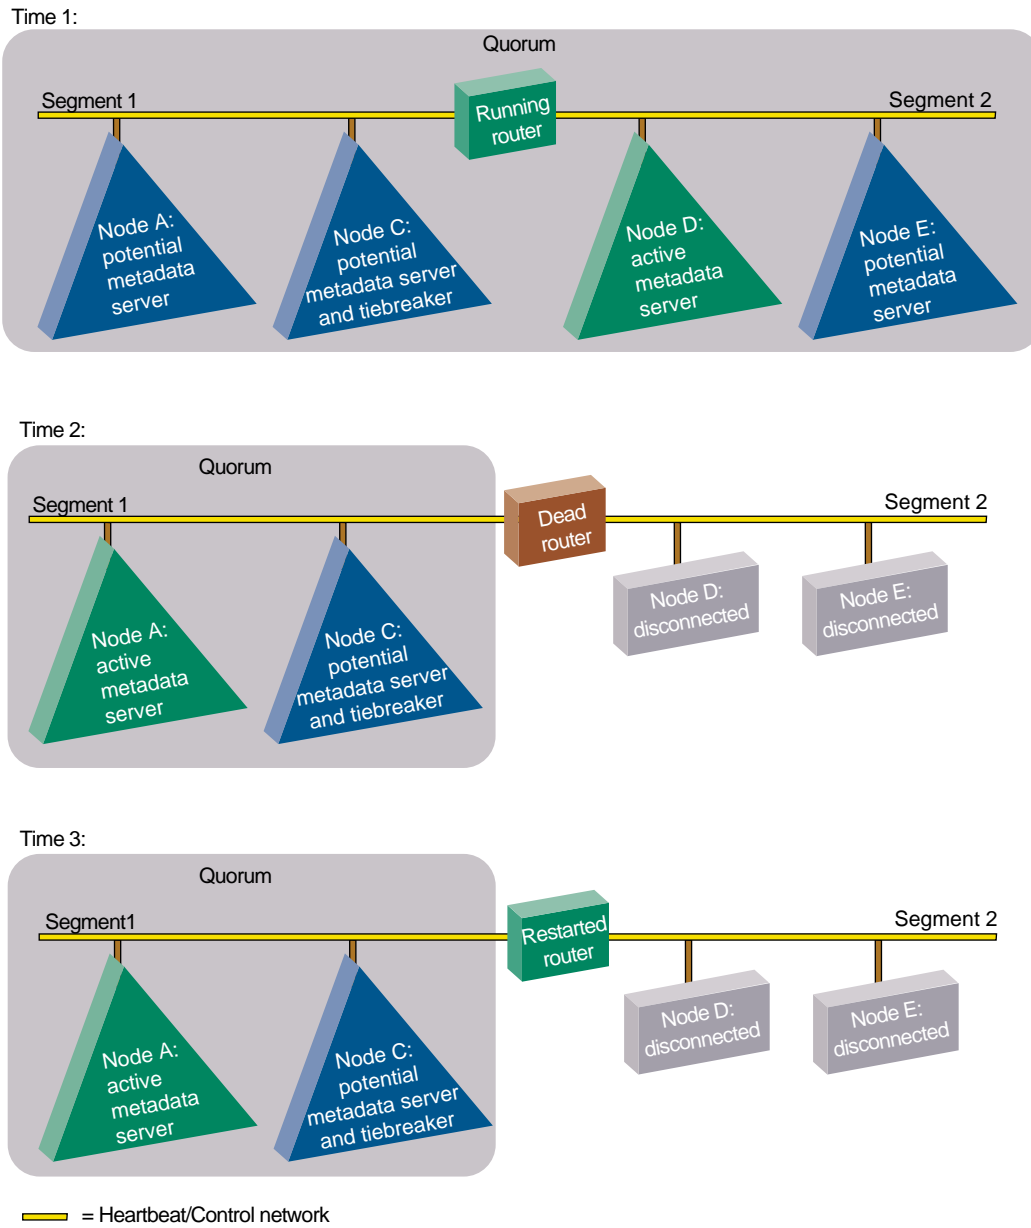 Time 1:
Quorum
Segment 1
Segment 2
Running
router
Node A:
potential
metadata
server
Node C:
potential
metadata server
and tiebreaker
Node D:
active
metadata
server
Node E:
potential
metadata
server
Time 2:
Quorum
Segment 1
Segment 2
Dead
router
Node A:
active
metadata
server
Node C:
potential
metadata server
and tiebreaker
Node D:
disconnected
Node E:
disconnected
Time 3:
Quorum
Segment1
Segment 2
Restarted
router
Node A:
active
metadata
server
Node C:
potential
metadata server
and tiebreaker
Node D:
disconnected
Node E:
disconnected
= Heartbeat/Control network